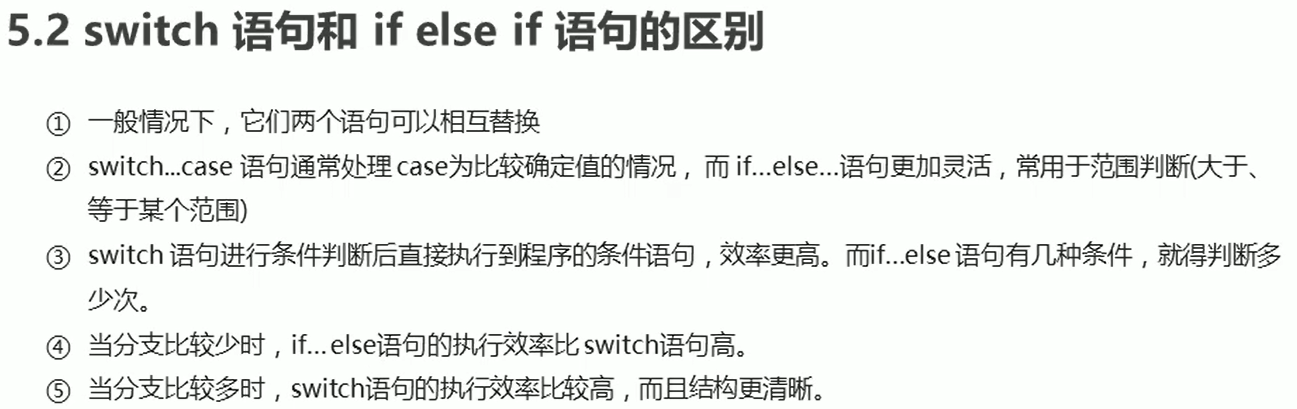 5.2 switch 语句和 if else if 语句的区别
① 一般情况下，它们两个语句可以相互替换
② switch...case 语句通常处理 case为比较确定值的情况， 而 if...else...语句更加灵活，常用于范围判断(大于、
等于某个范围)
③ switch 语句进行条件判断后直接执行到程序的条件语句，效率更高。而if...else 语句有几种条件，就得判断多
少次。
④ 当分支比较少时，if... else语句的执行效率比 switch语句高。
⑤ 当分支比较多时，switch语句的执行效率比较高，而且结构更清晰。